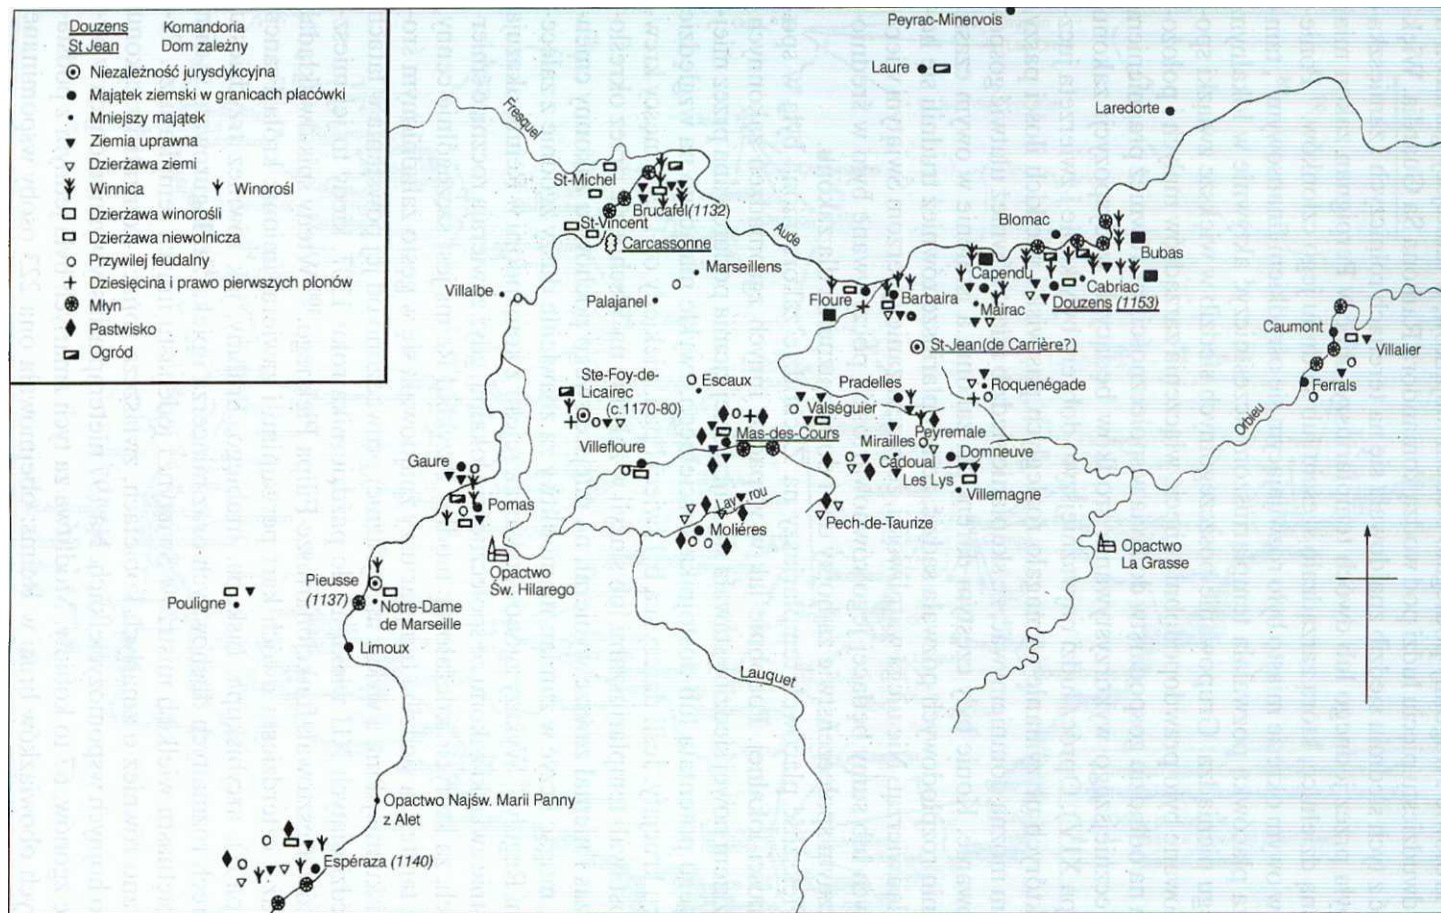 Douzens Komandoria
St Jean Dom zależny
Niezależność jurysdykcyjna
Majątek ziemski w granicach placówki
Mniejszy majątek
Ziemia uprawna
Dzierżawa ziemi
Winnica Winorośl
Dzierżawa winorośli
Dzierżawa niewolnicza
Przywilej feudalny
Dziesięcina i prawo pierwszych plonów
Młyn
Pastwisko
Ogród
Peyrac-Minervois
Laure
Laredorte
Fresquel
St-Michel
Brucafel(1132)
St-Vincent
Carcassonne
Aude
Marseillens
Villalbe
Palajanel
Blomac
Bubas
Capendu
Cabriac
Floure
Barbaira
Mairac
Douzens (1153)
St-Jean(de Carrière?)
Caumont
Villalier
Ferrals
Orbieu
Ste-Foy-de-
Licairec
(c.1170-80)
Escaux
Pradelles
Roquenégade
Valséguier
Mas-des-Cours
Peyremale
Mirailles
Villefloure
Cadoual
Domneuve
Les Lys
Villemagne
Gaure
Pomas
Layrou
Moliéres
Pech-de-Taurize
Opactwo
Św. Hilarego
Opactwo
La Grasse
Pieusse
(1137)
Pouligne
Notre-Dame
de Marseille
Limoux
Lauquet
Opactwo Najśw. Marii Panny
z Alet
Espéraza (1140)